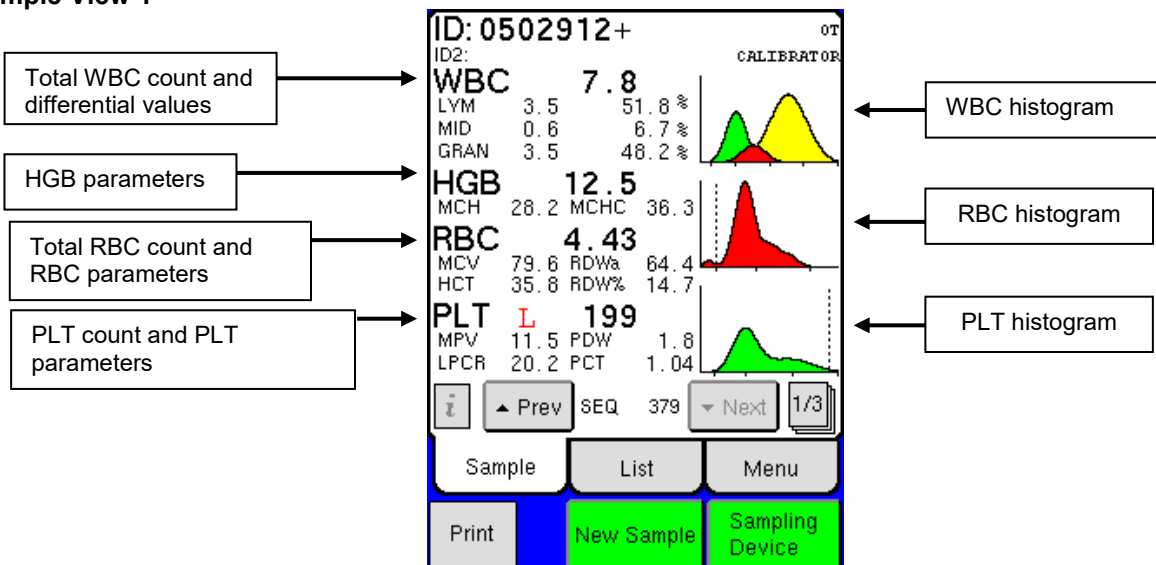 ID: 0502912+ OT
ID2: CALIBRATOR
WBC 7.8
LYM 3.5 51.8 %
MID 0.6 6.7 %
GRAN 3.5 48.2 %
HGB 12.5
MCH 28.2 MCHC 36.3
RBC 4.43
MCV 79.6 RDWa 64.4
HCT 35.8 RDW% 14.7
PLT L 199
MPV 11.5 PDW 1.8
LPCR 20.2 PCT 1.04
i ▲ Prev SEQ 379 ▼ Next 1/3
Sample List Menu
Print New Sample Sampling
Device
Total WBC count and
differential values
HGB parameters
Total RBC count and
RBC parameters
PLT count and PLT
parameters
WBC histogram
RBC histogram
PLT histogram